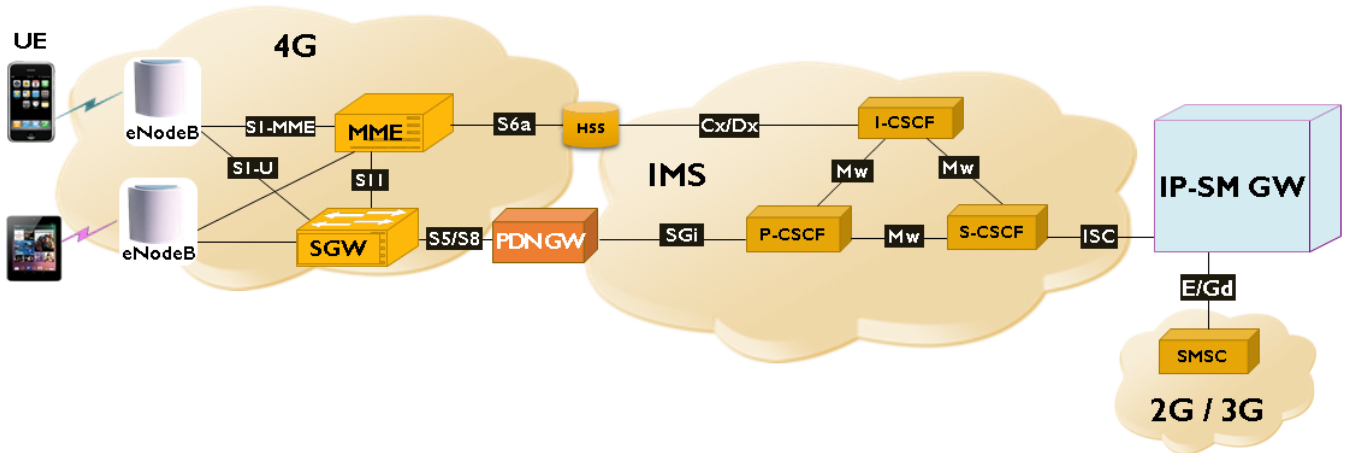 UE
4G
eNodeB
S1-MME
MME
S6a
HSS
Cx/Dx
I-CSCF
S1-U
S11
Mw
Mw
IMS
IP-SM GW
eNodeB
SGW
S5/S8
PDN GW
SGi
P-CSCF
Mw
S-CSCF
ISC
E/Gd
SMSC
2G / 3G